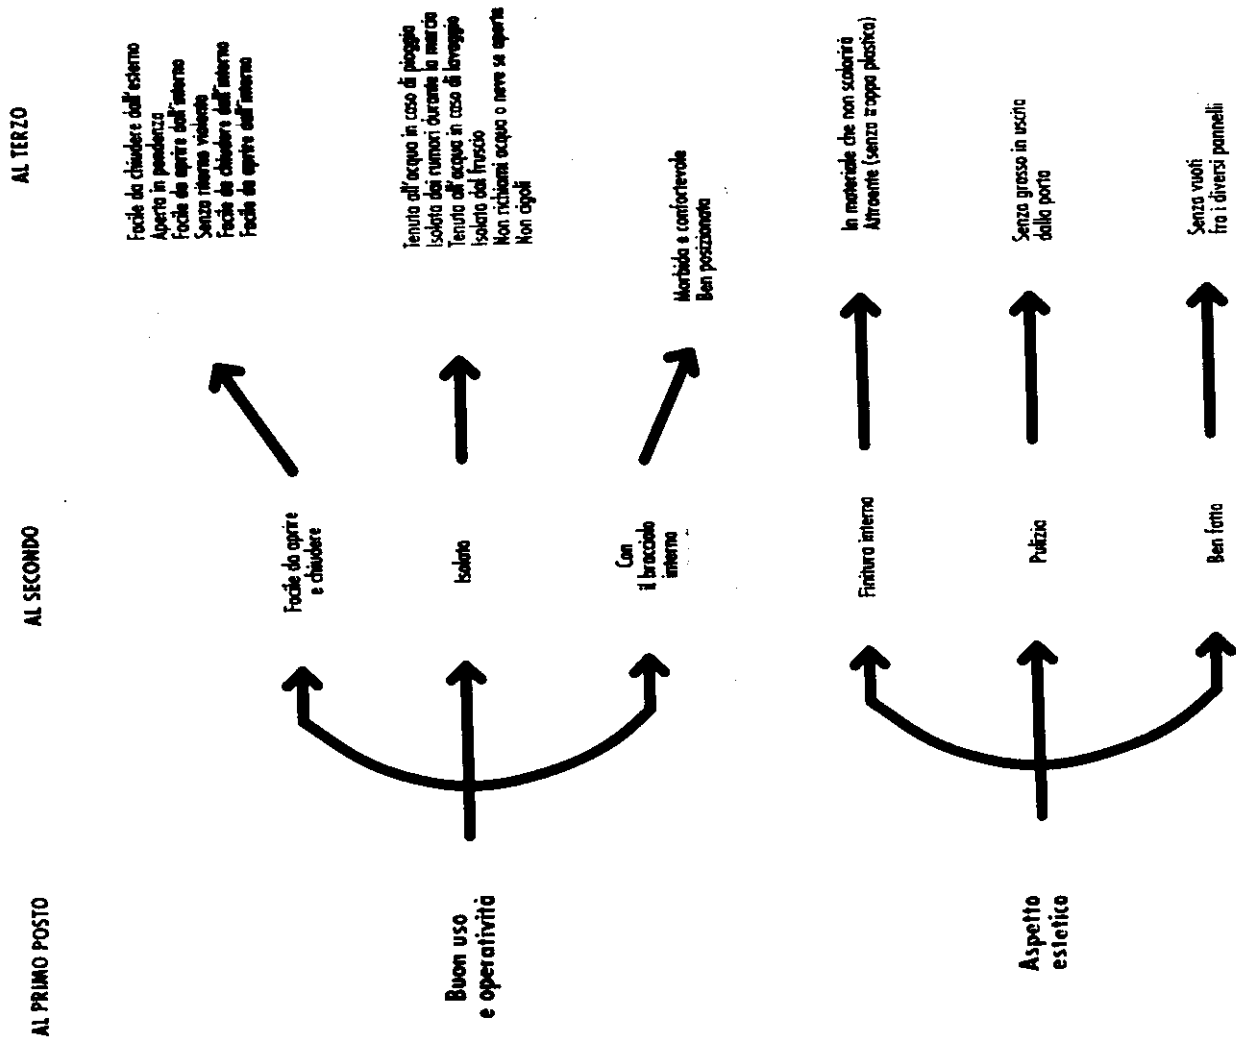 AL PRIMO POSTO
AL SECONDO
AL TERZO
Buon uso
e operatività
Facile da aprire
e chiudere
Facile da chiudere dall'esterno
Aperta in pendenza
Facile da aprire dall'interno
Senza ritorno violento
Facile da chiudere dall'interno
Facile da aprire dall'interno
Isolata
Tenuta all'acqua in caso di pioggia
Isolata dai rumori durante la marcia
Tenuta all'acqua in caso di lavaggio
Isolata dal fruscio
Non richiami acqua o neve se aperta
Non cigoli
Con
il bracciolo
interno
Morbida e confortevole
Ben posizionata
Aspetto
estetico
Finitura interna
In materiale che non scolorirà
Attraente (senza troppa plastica)
Pulizia
Senza grasso in uscita
dalla porta
Ben fatta
Senza vuoti
fra i diversi pannelli